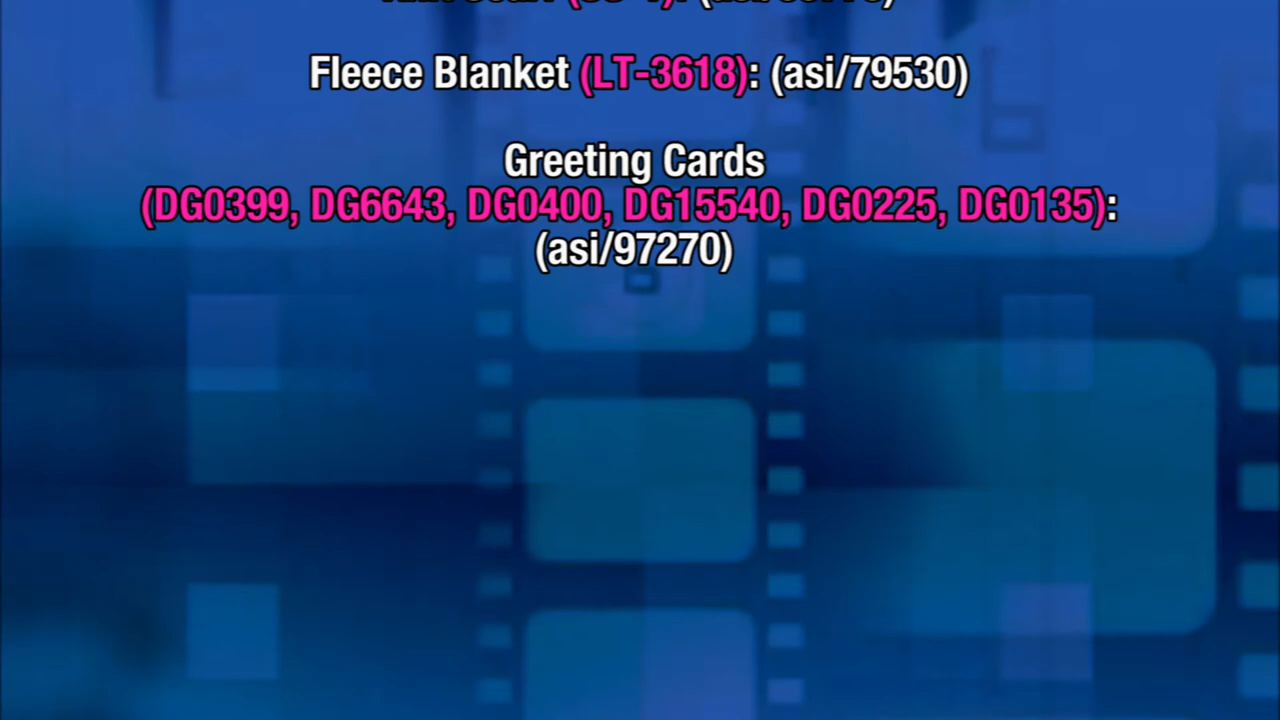 Fleece Blanket (LT-3618): (asi/79530)
Greeting Cards
(DG0399, DG6643, DG0400, DG15540, DG0225, DG0135):
(asi/97270)